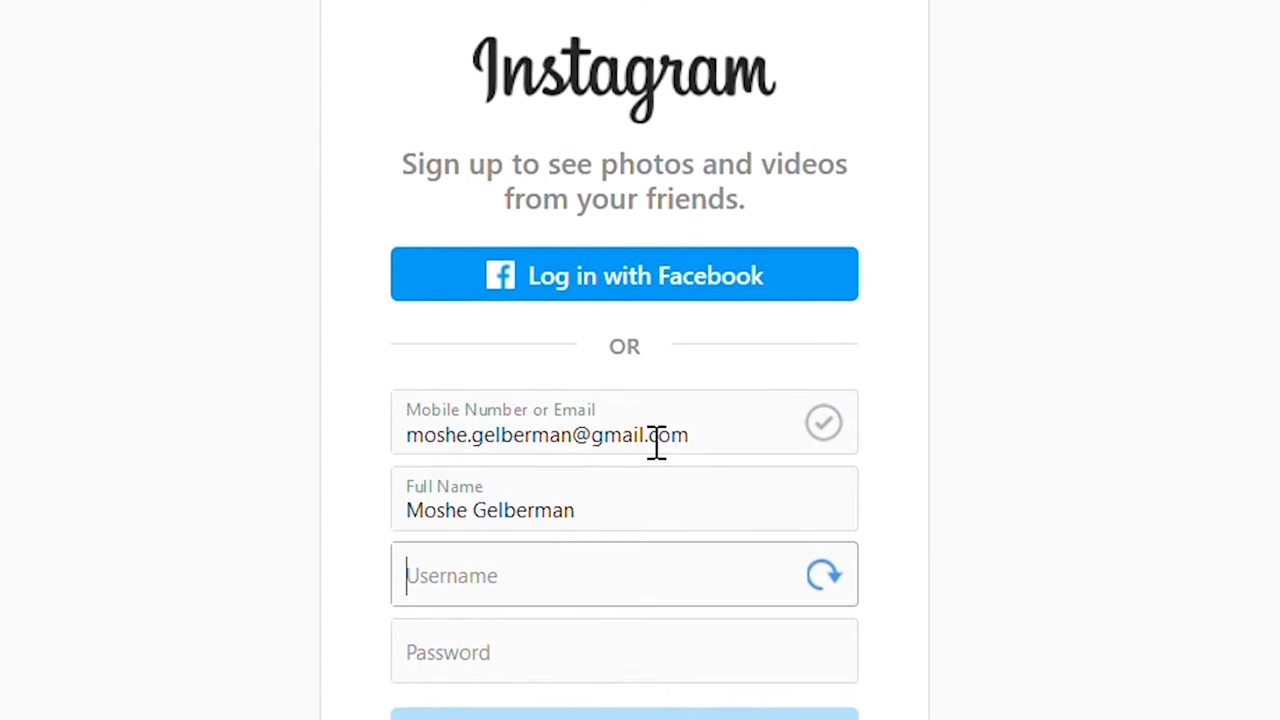 Instagram
Sign up to see photos and videos
from your friends.
Log in with Facebook
OR
Mobile Number or Email
moshe.gelberman@gmail.com
Full Name
Moshe Gelberman
Username
Password